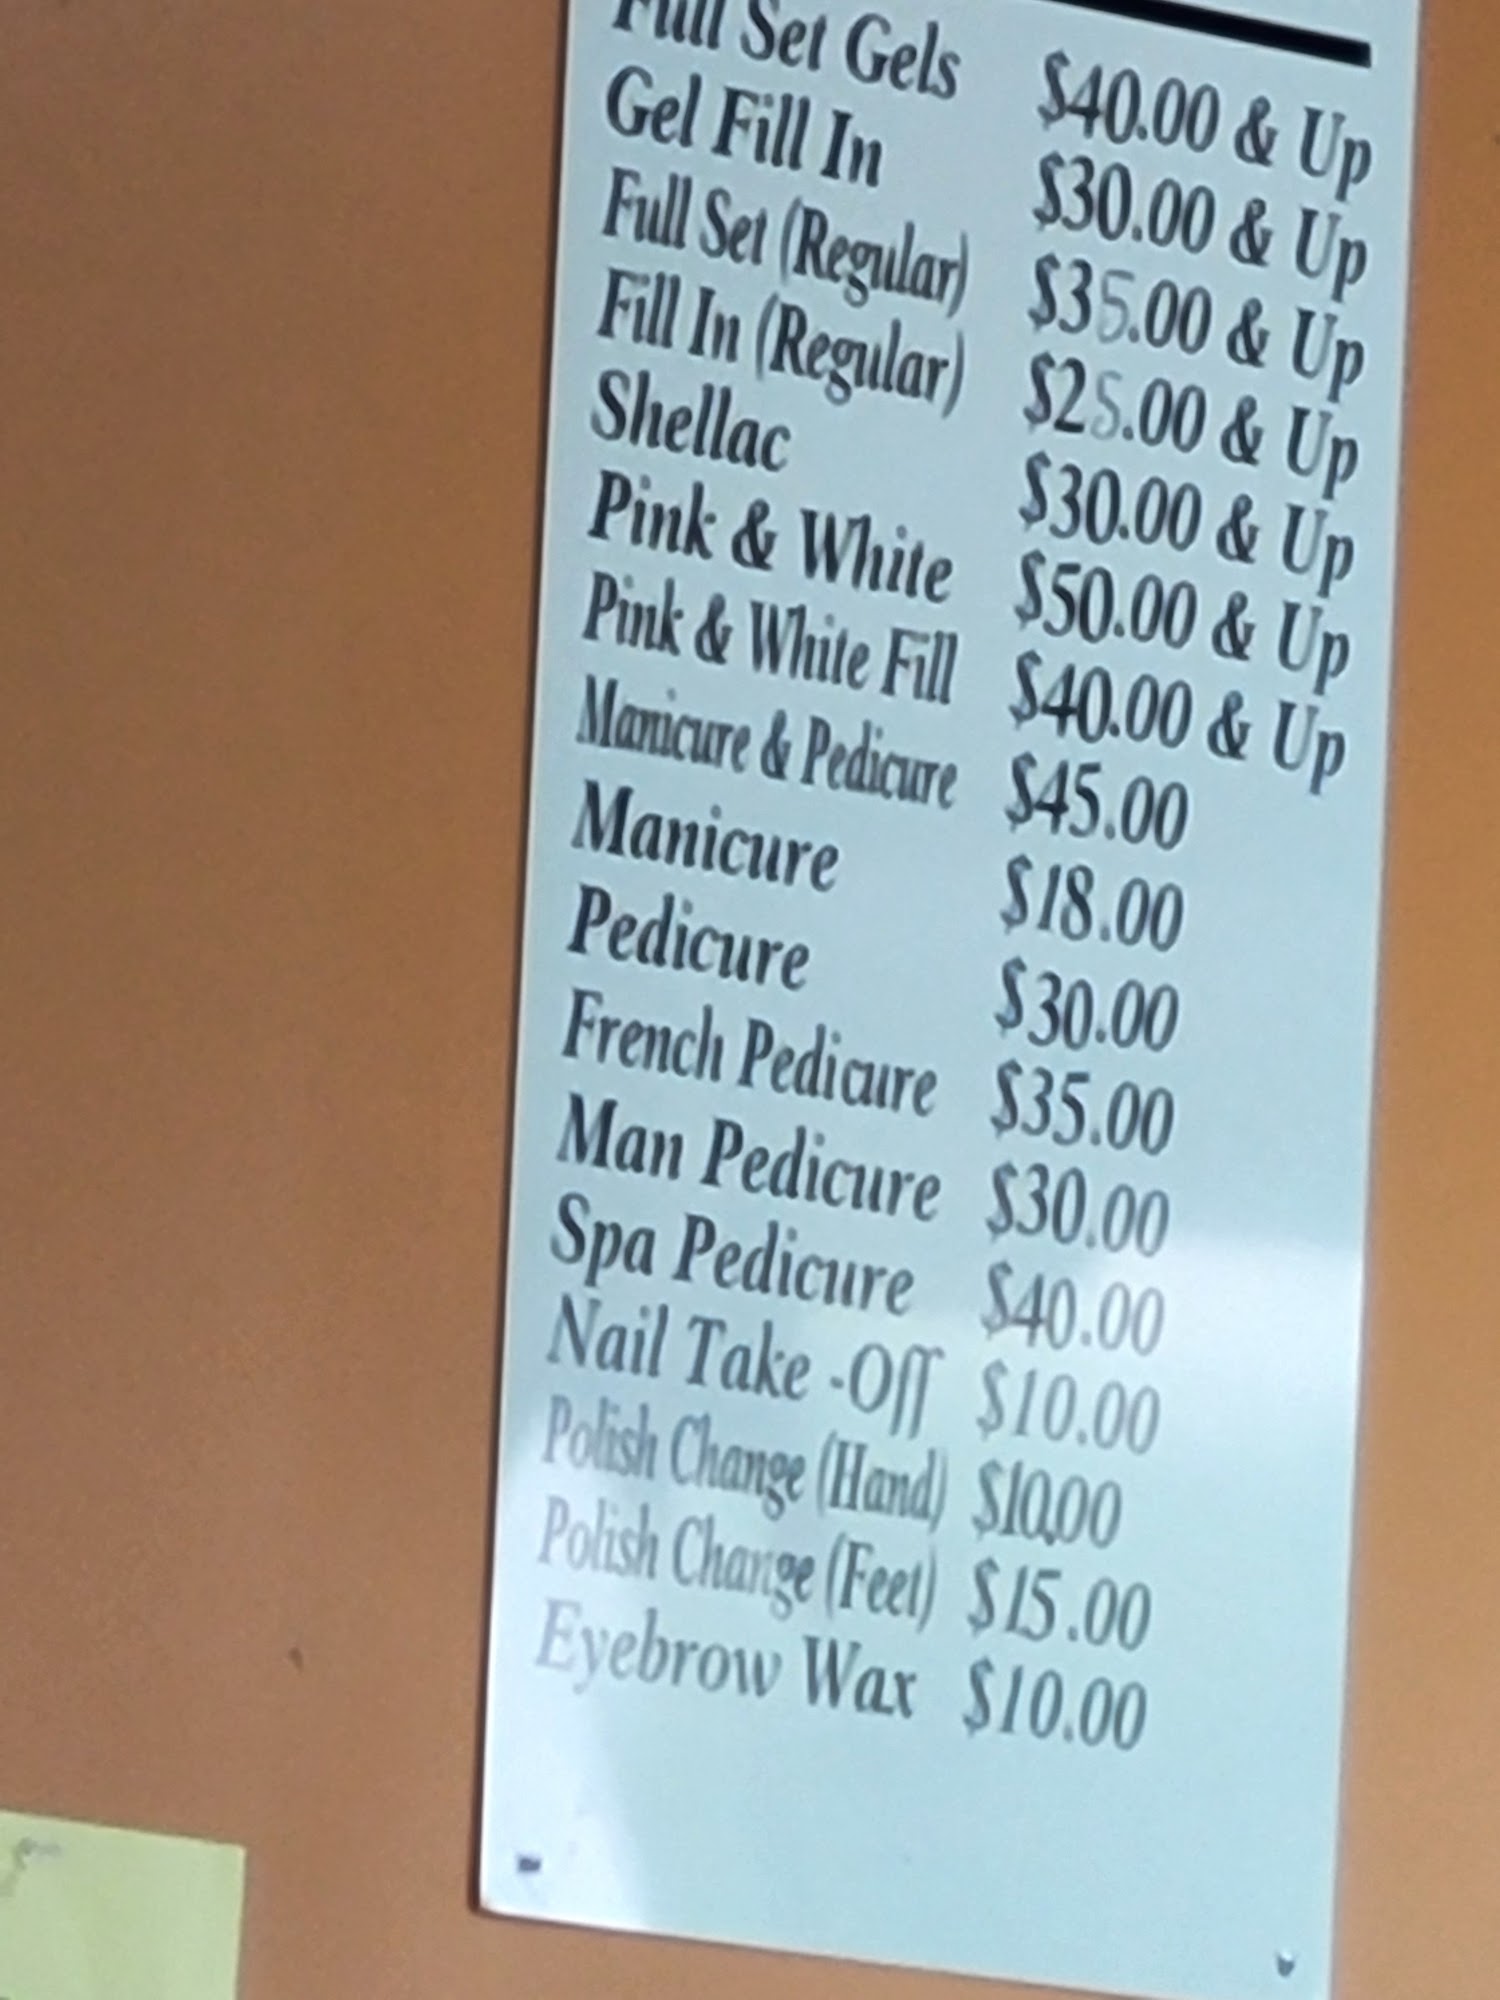 Full Set Gels $40.00 & Up
Gel Fill In $30.00 & Up
Full Set (Regular) $35.00 & Up
Fill In (Regular) $25.00 & Up
Shellac $30.00 & Up
Pink & White $50.00 & Up
Pink & White Fill $40.00 & Up
Manicure & Pedicure $45.00
Manicure $18.00
Pedicure $30.00
French Pedicure $35.00
Man Pedicure $30.00
Spa Pedicure $40.00
Nail Take -Off $10.00
Polish Change (Hand) $10.00
Polish Change (Feet) $15.00
Eyebrow Wax $10.00